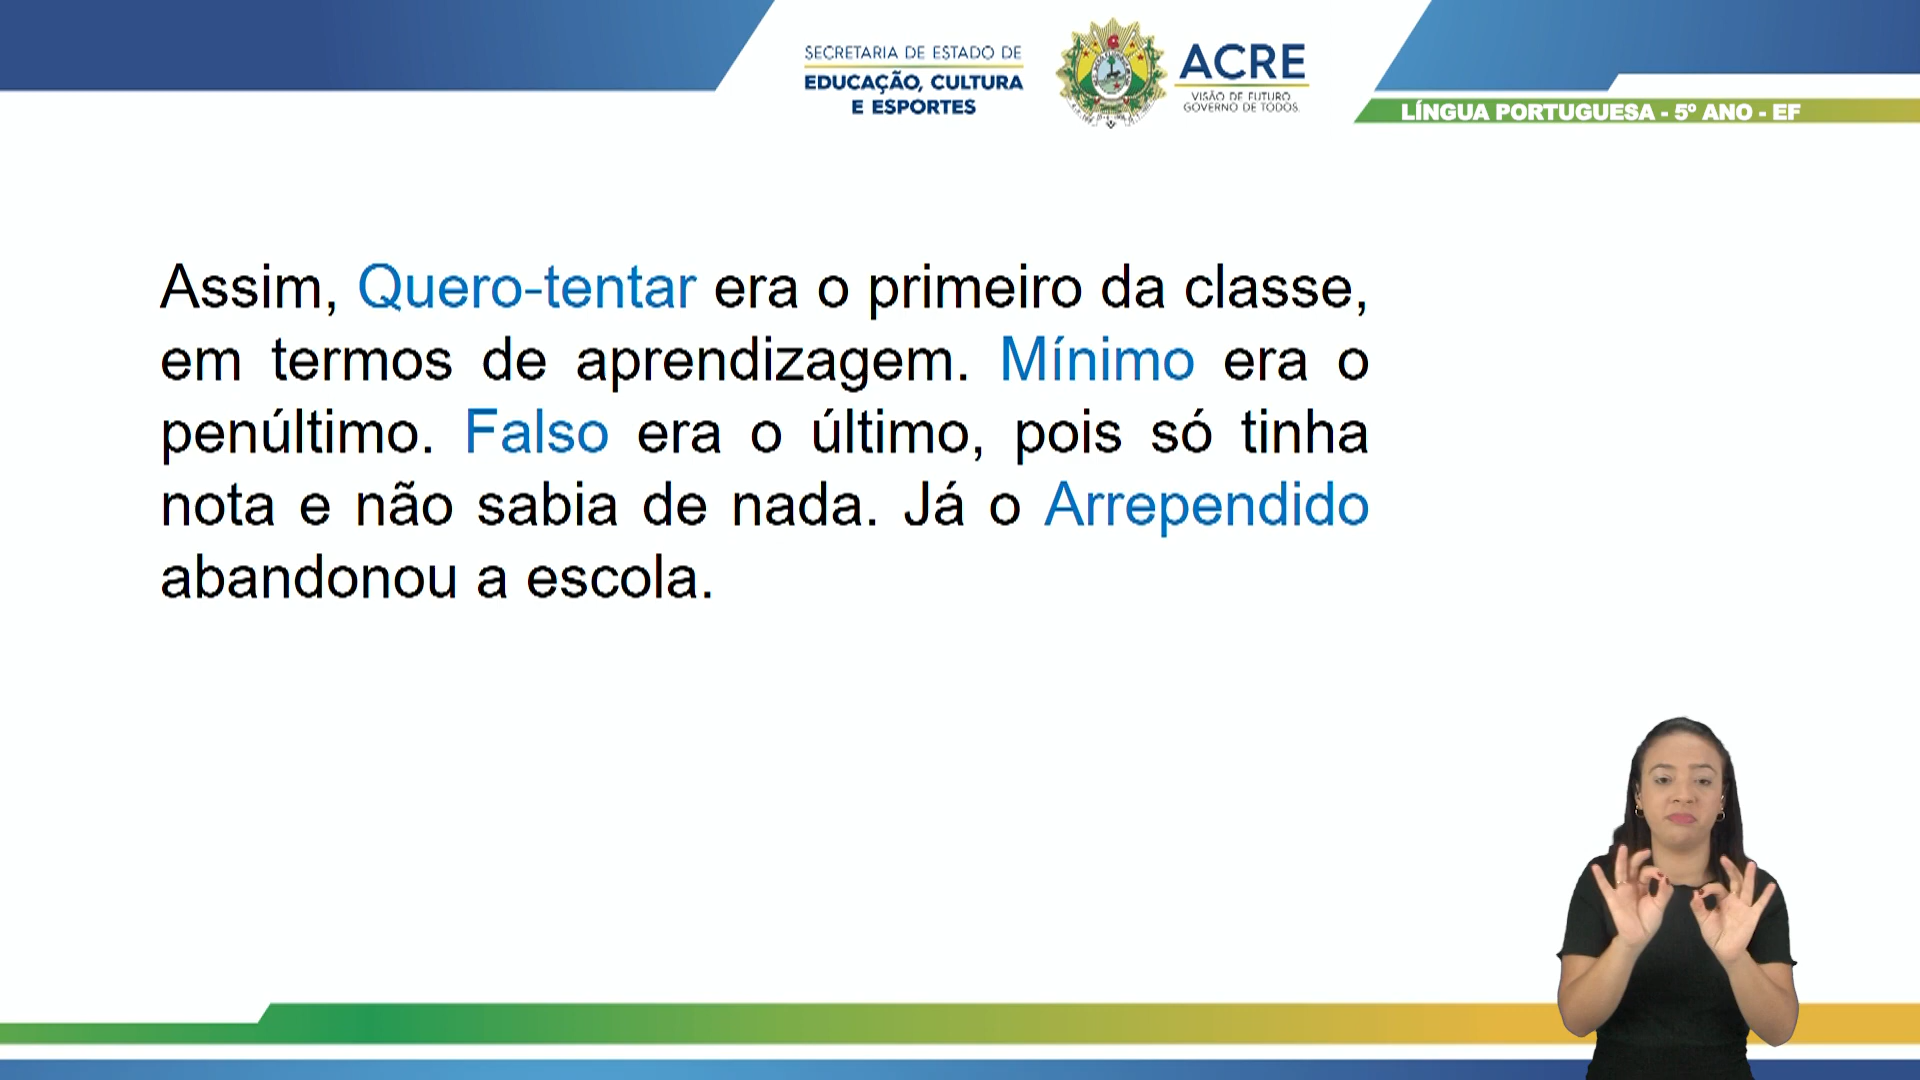 SECRETARIA DE ESTADO DE
EDUCAÇÃO, CULTURA
E ESPORTES
ACRE
VISÃO DE FUTURO
GOVERNO DE TODOS.
LÍNGUA PORTUGUESA - 5º ANO - EF
Assim, Quero-tentar era o primeiro da classe,
em termos de aprendizagem. Mínimo era o
penúltimo. Falso era o último, pois só tinha
nota e não sabia de nada. Já o Arrependido
abandonou a escola.